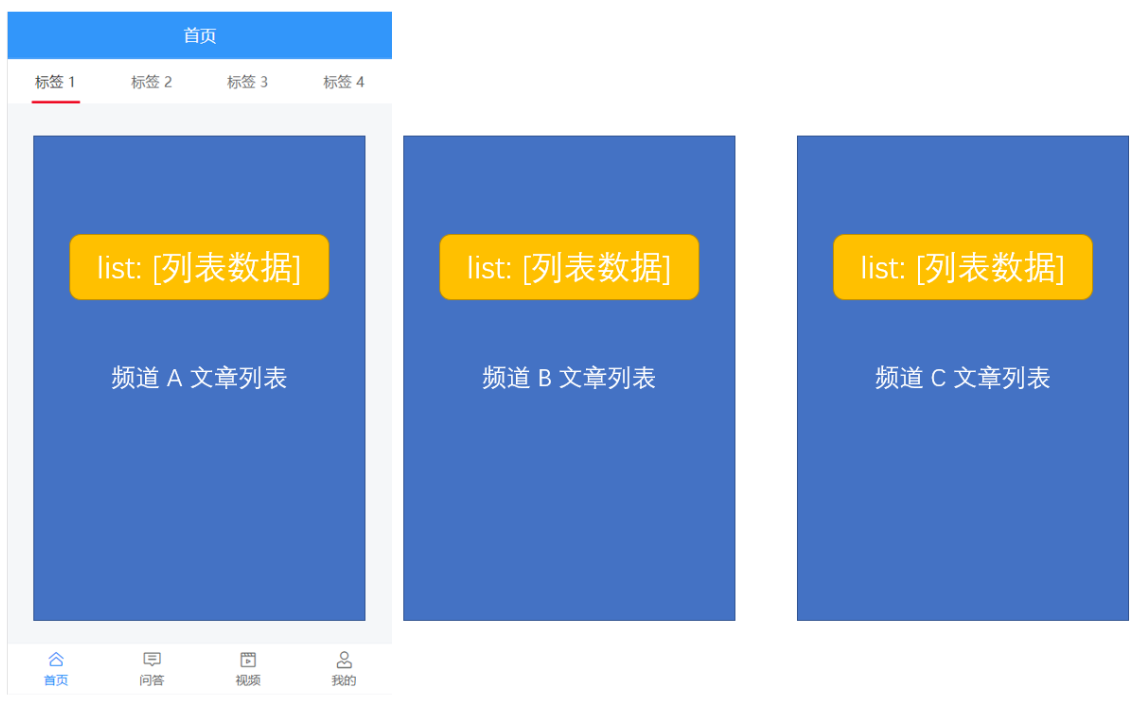 首页
标签 1 标签 2 标签 3 标签 4
list: [列表数据] list: [列表数据] list: [列表数据]
频道 A 文章列表 频道 B 文章列表 频道 C 文章列表
首页 问答 视频 我的